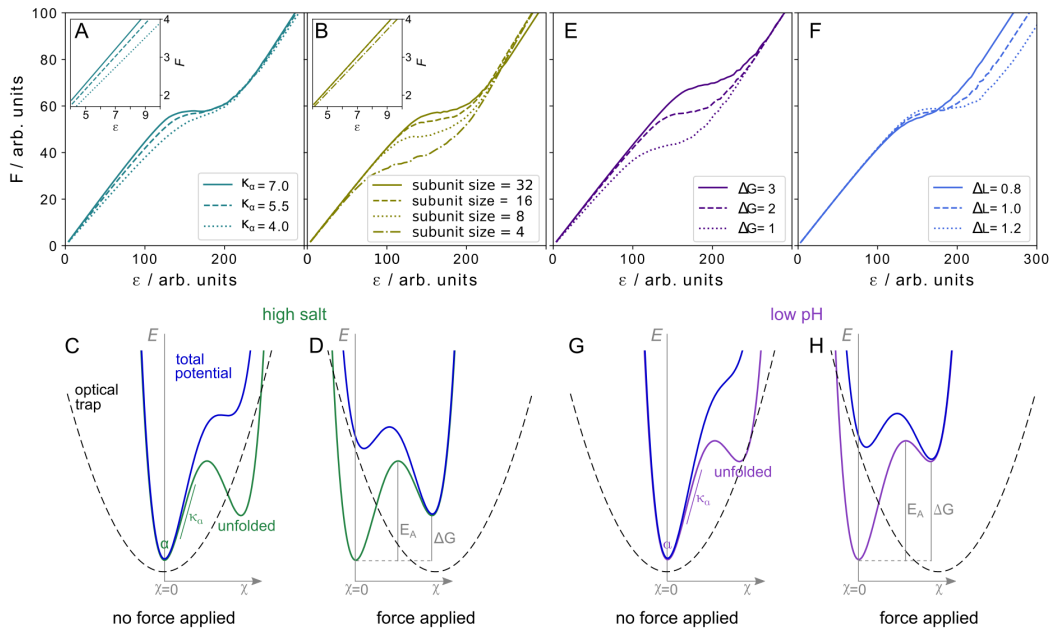 A
B
E
F
F / arb. units
100
80
60
40
20
0
4
3
2
F
5
7
9
ε
κα = 7.0
κα = 5.5
κα = 4.0
0
100
200
ε / arb. units
4
3
2
F
5
7
9
ε
subunit size = 32
subunit size = 16
subunit size = 8
subunit size = 4
0
100
200
ε / arb. units
ΔG= 3
ΔG= 2
ΔG= 1
0
100
200
ε / arb. units
ΔL= 0.8
ΔL= 1.0
ΔL= 1.2
0
100
200
300
ε / arb. units
high salt
low pH
C
E
total
potential
optical
trap
κα
α
unfolded
χ=0
χ
no force applied
D
E
EA
ΔG
χ=0
χ
force applied
G
E
unfolded
κα
α
χ=0
χ
no force applied
H
E
EA
ΔG
χ=0
χ
force applied